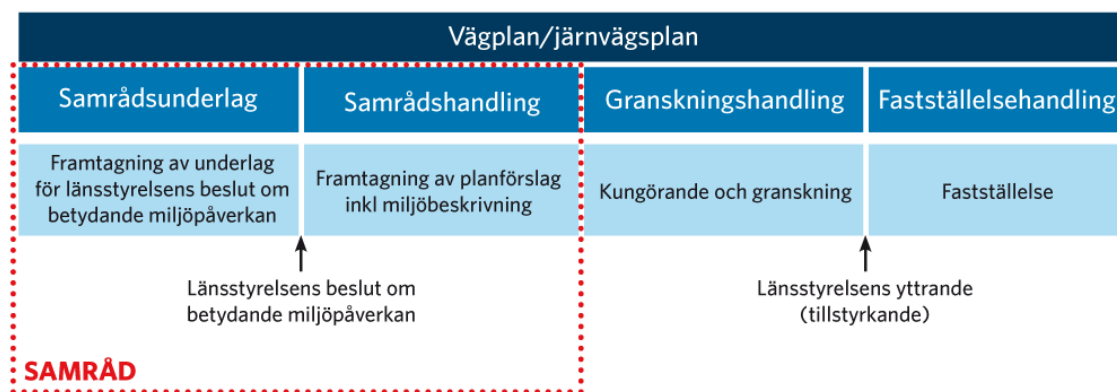 Vägplan/järnvägsplan
Samrådsunderlag
Samrådshandling
Granskningshandling
Fastställelsehandling
Framtagning av underlag
för länsstyrelsens beslut om
betydande miljöpåverkan
Framtagning av planförslag
inkl miljöbeskrivning
Kungörande och granskning
Fastställelse
Länsstyrelsens beslut om
betydande miljöpåverkan
Länsstyrelsens yttrande
(tillstyrkande)
SAMRÅD